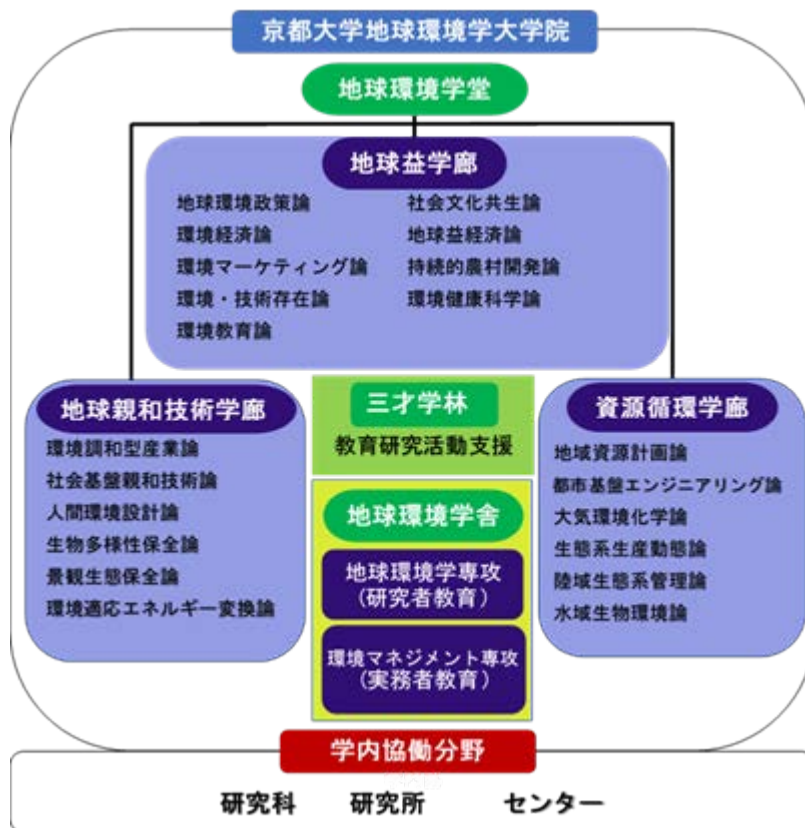 京都大学地球環境学大学院
地球環境学堂
地球益学廊
地球環境政策論
環境経済論
環境マーケティング論
環境・技術存在論
環境教育論
社会文化共生論
地球益経済論
持続的農村開発論
環境健康科学論
地球親和技術学廊
環境調和型産業論
社会基盤親和技術論
人間環境設計論
生物多様性保全論
景観生態保全論
環境適応エネルギー変換論
三才学林
教育研究活動支援
地球環境学舎
地球環境学専攻
(研究者教育)
環境マネジメント専攻
(実務者教育)
資源循環学廊
地域資源計画論
都市基盤エンジニアリング論
大気環境化学論
生態系生産動態論
陸域生態系管理論
水域生物環境論
学内協働分野
研究科 研究所 センター